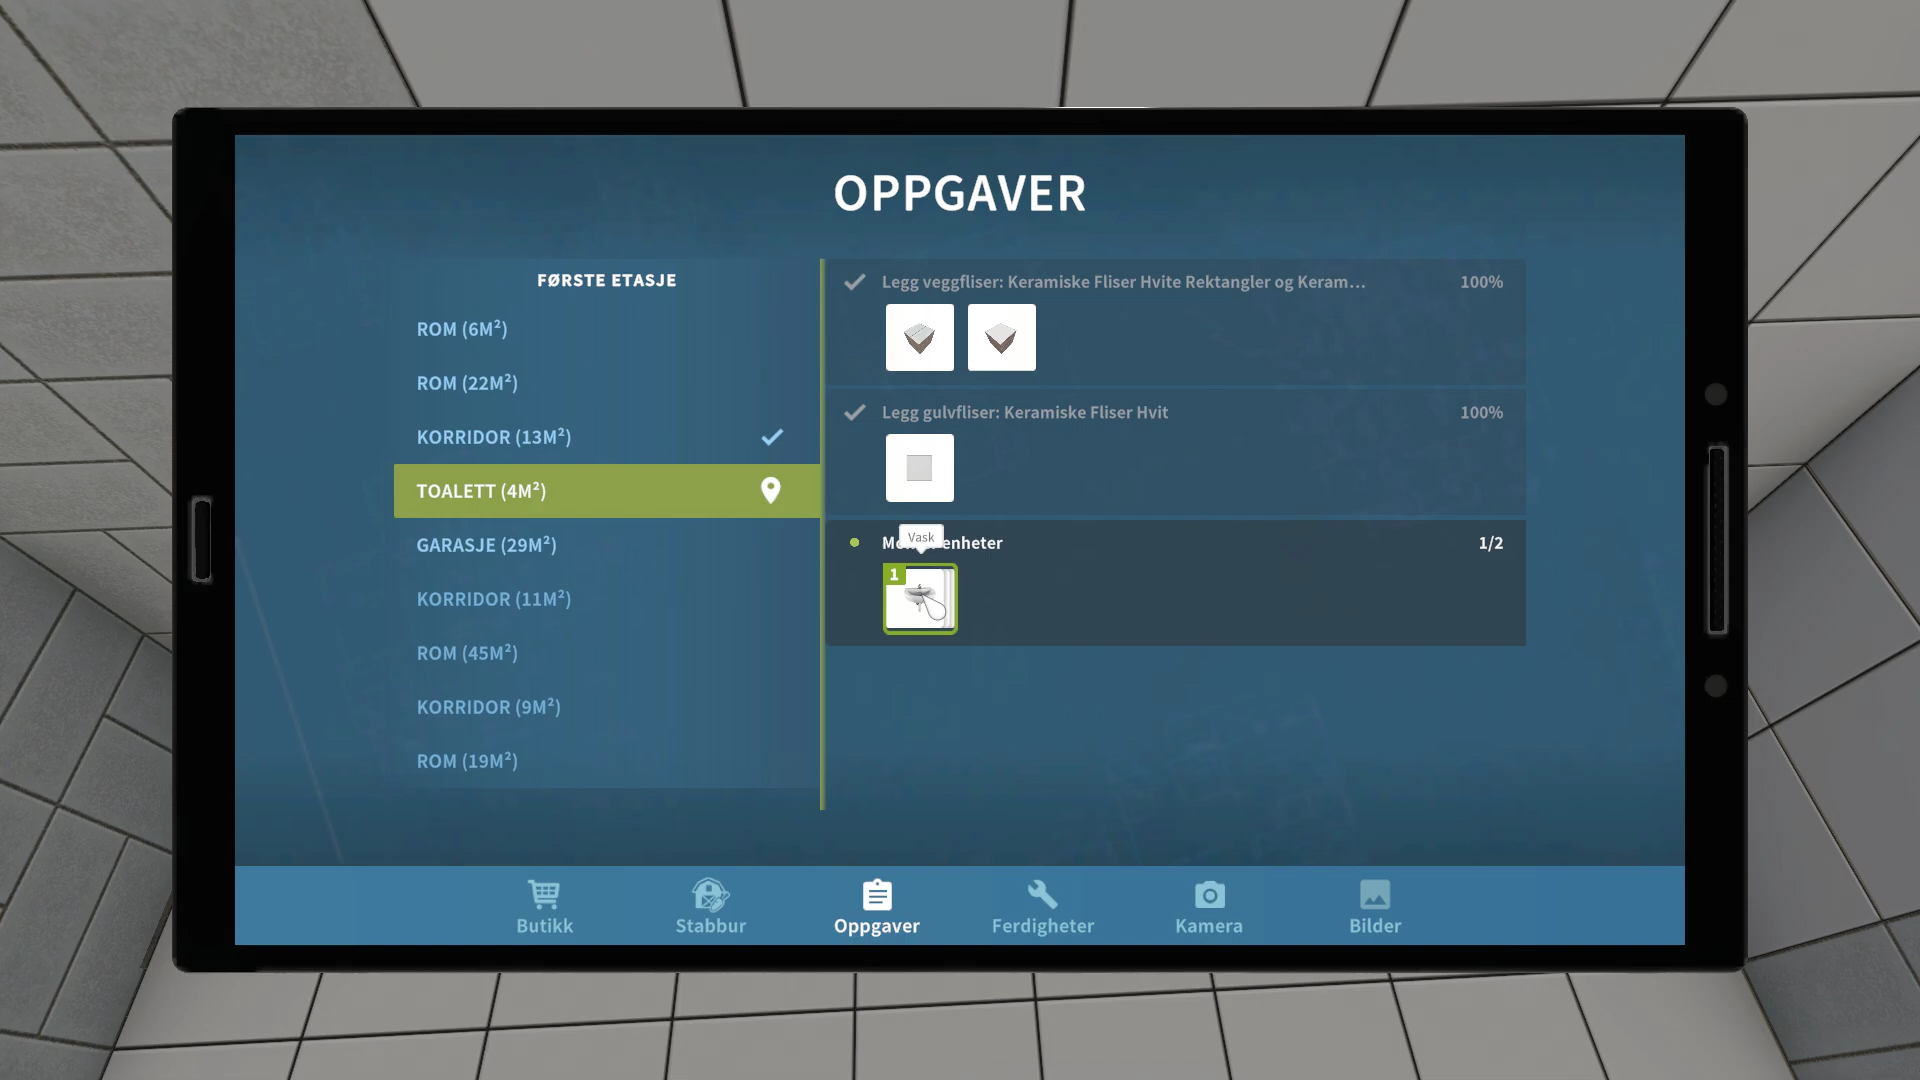 OPPGAVER
FØRSTE ETASJE
ROM (6M²)
ROM (22M²)
KORRIDOR (13M²)
TOALETT (4M²)
GARASJE (29M²)
KORRIDOR (11M²)
ROM (45M²)
KORRIDOR (9M²)
ROM (19M²)
Legg veggfliser: Keramiske Fliser Hvite Rektangler og Keram... 100%
Legg gulvfliser: Keramiske Fliser Hvit 100%
Vask
enheter 1/2
1
Butikk Stabbur Oppgaver Ferdigheter Kamera Bilder